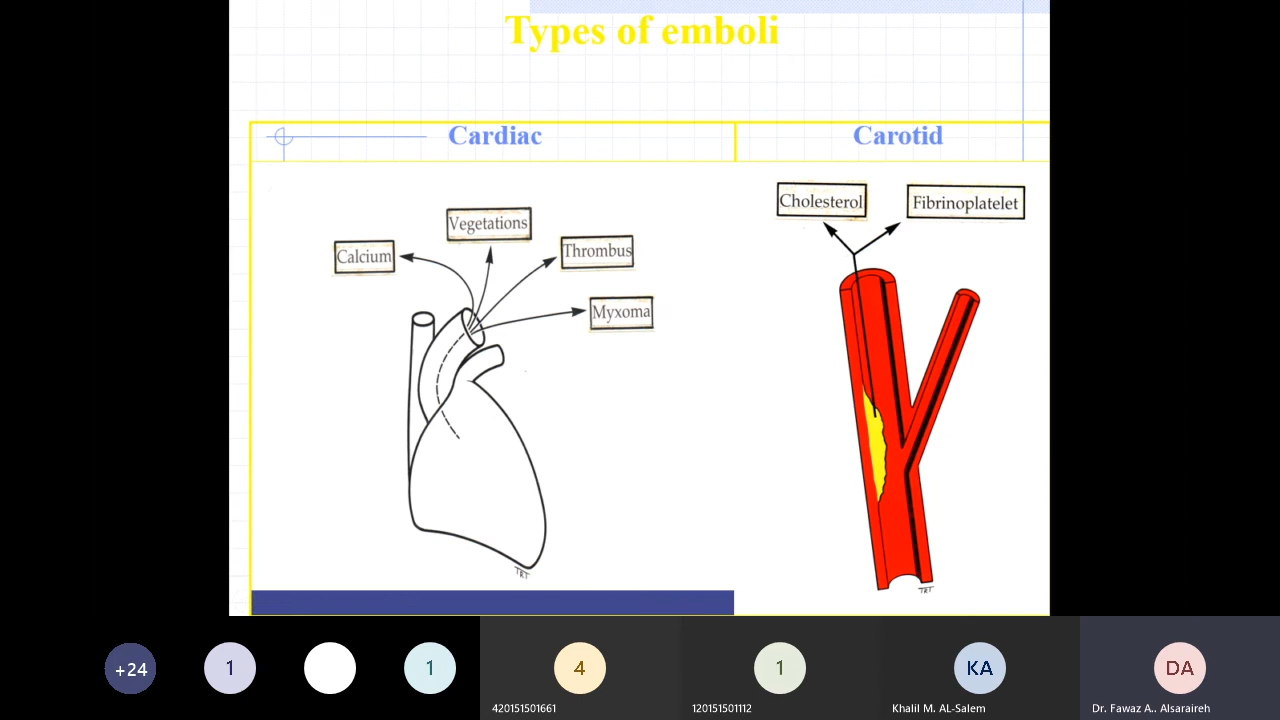 Types of emboli
Cardiac
Carotid
Calcium
Vegetations
Thrombus
Myxoma
TRT
Cholesterol
Fibrinoplatelet
TRT
+24
1
1
4
420151501661
1
120151501112
KA
Khalil M. AL-Salem
DA
Dr. Fawaz A.. Alsaraireh